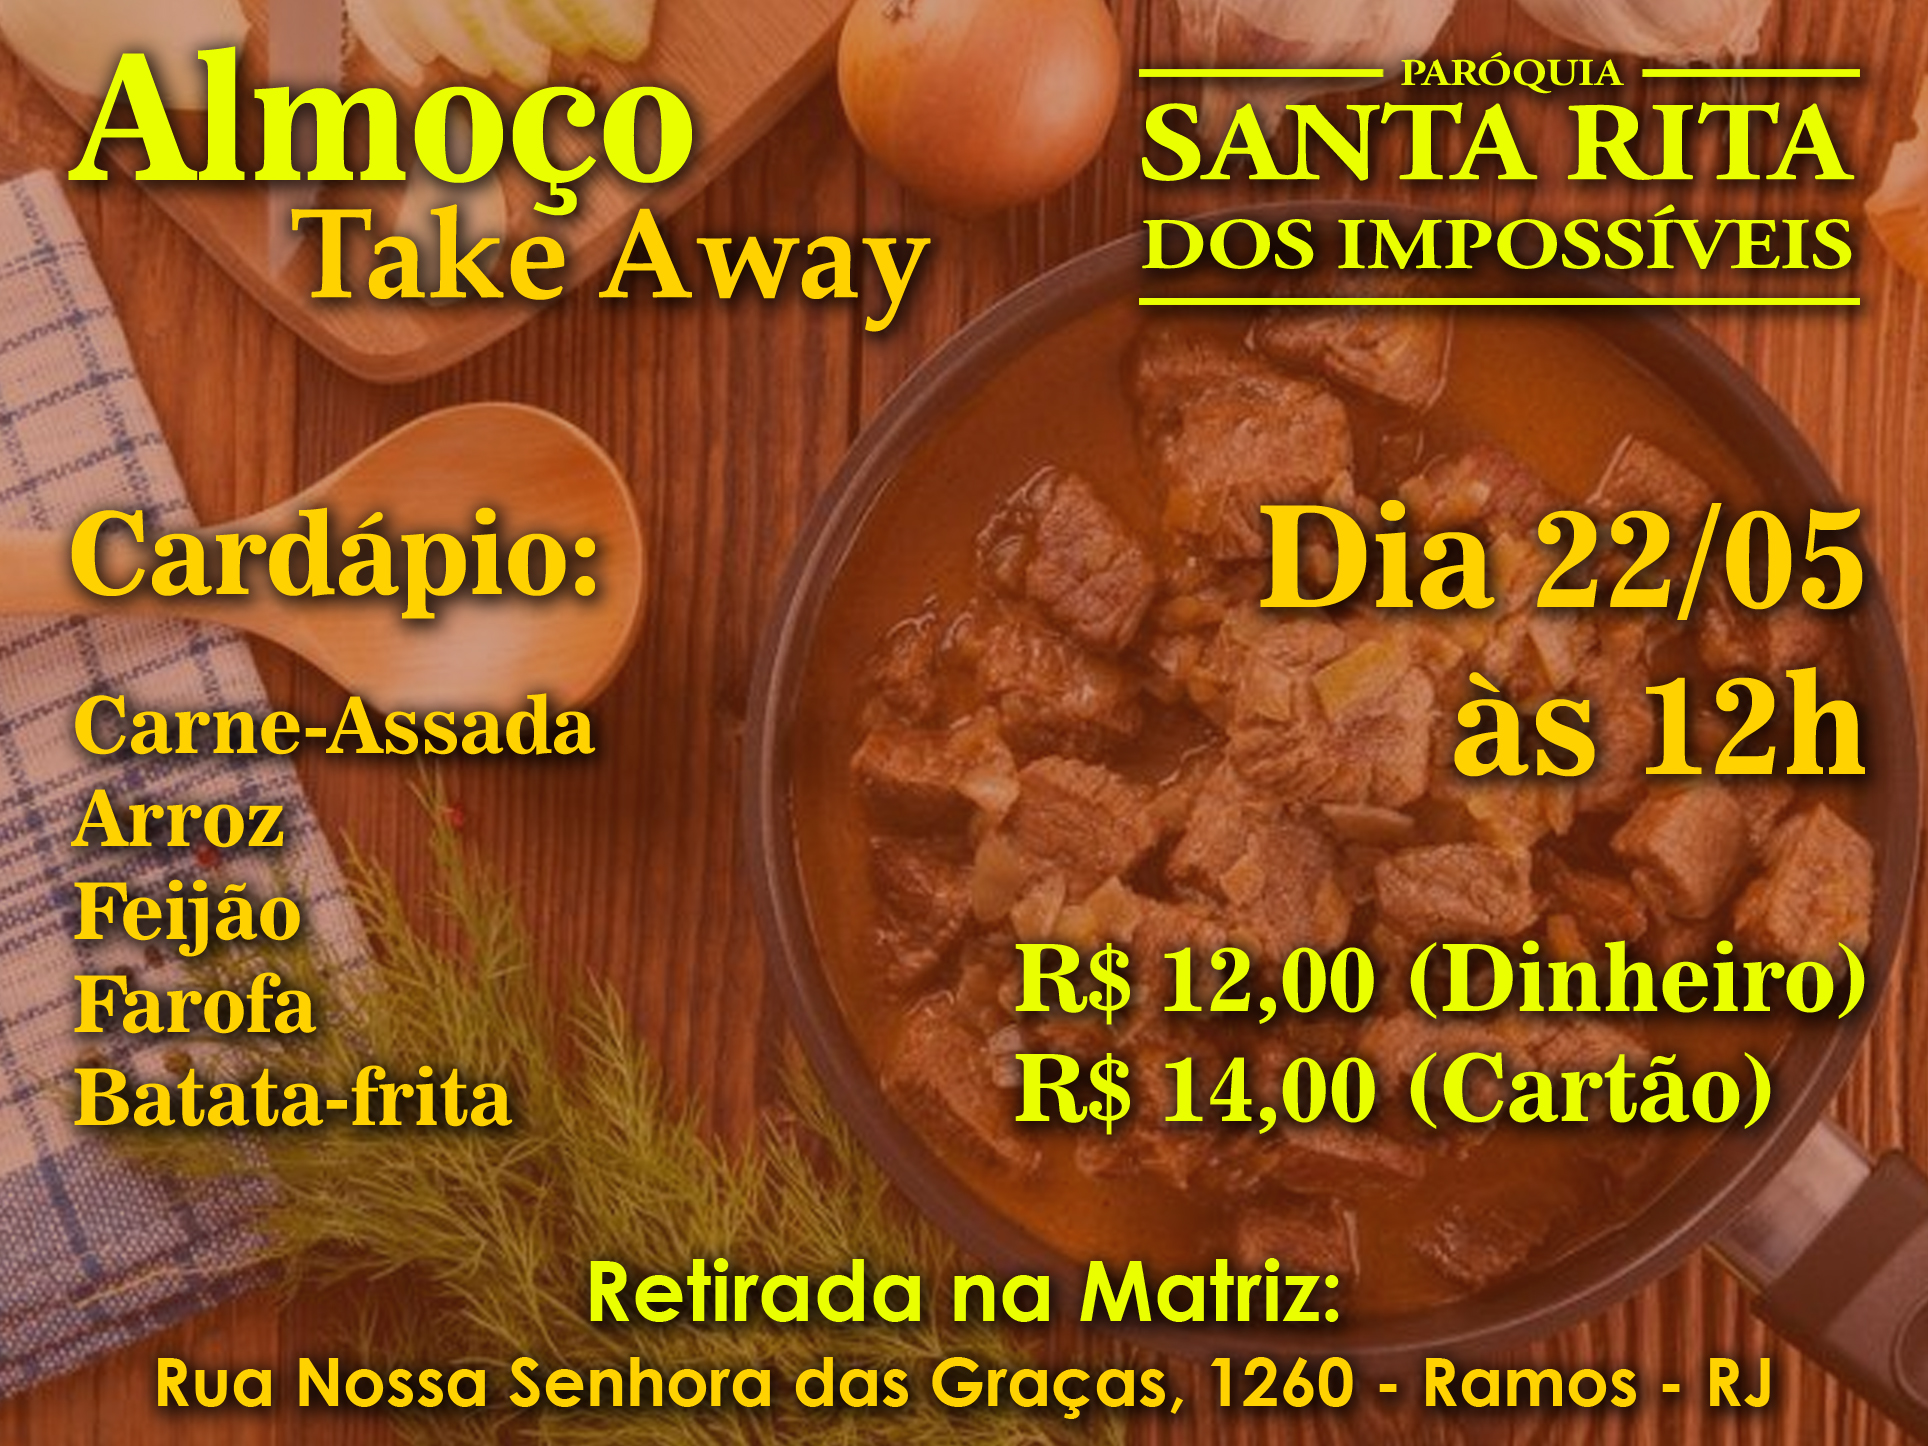 Almoço
Take Away
PARÓQUIA
SANTA RITA
DOS IMPOSSÍVEIS
Cardápio:
Carne-Assada
Arroz
Feijão
Farofa
Batata-frita
Dia 22/05
às 12h
R$ 12,00 (Dinheiro)
R$ 14,00 (Cartão)
Retirada na Matriz:
Rua Nossa Senhora das Graças, 1260 - Ramos - RJ